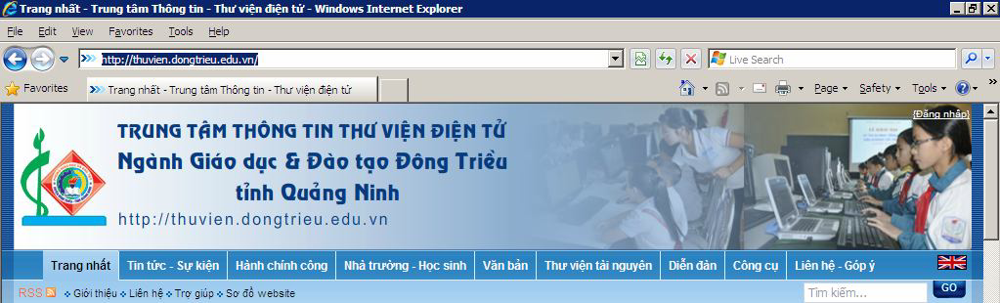 Trang nhất - Trung tâm Thông tin - Thư viện điện tử - Windows Internet Explorer
File Edit View Favorites Tools Help
http://thuvien.dongtrieu.edu.vn/
Live Search
Favorites
Trang nhất - Trung tâm Thông tin - Thư viện điện tử
Page
Safety
Tools
[Đăng nhập]
TRUNG TÂM THÔNG TIN THƯ VIỆN ĐIỆN TỬ
Ngành Giáo dục & Đào tạo Đông Triều
tỉnh Quảng Ninh
http://thuvien.dongtrieu.edu.vn
Trang nhất
Tin tức - Sự kiện
Hành chính công
Nhà trường - Học sinh
Văn bản
Thư viện tài nguyên
Diễn đàn
Công cụ
Liên hệ - Góp ý
RSS
Giới thiệu
Liên hệ
Trợ giúp
Sơ đồ website
Tìm kiếm...
GO